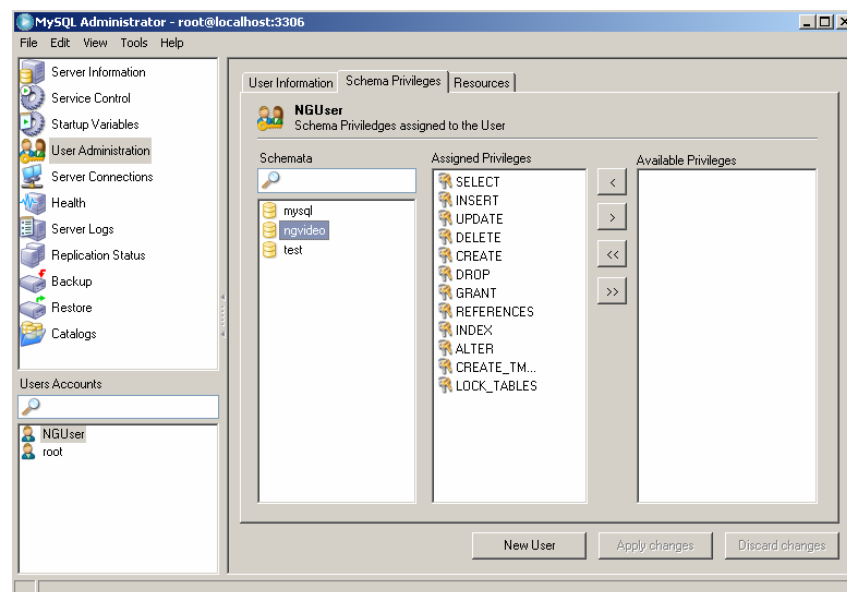 MySQL Administrator - root@localhost:3306
File Edit View Tools Help
Server Information
Service Control
Startup Variables
User Administration
Server Connections
Health
Server Logs
Replication Status
Backup
Restore
Catalogs
Users Accounts
NGUser
root
User Information Schema Privileges Resources
NGUser
Schema Priviledges assigned to the User
Schemata
mysql
ngvideo
test
Assigned Privileges
SELECT
INSERT
UPDATE
DELETE
CREATE
DROP
GRANT
REFERENCES
INDEX
ALTER
CREATE_TM...
LOCK_TABLES
<
>
<<
>>
Available Privileges
New User Apply changes Discard changes